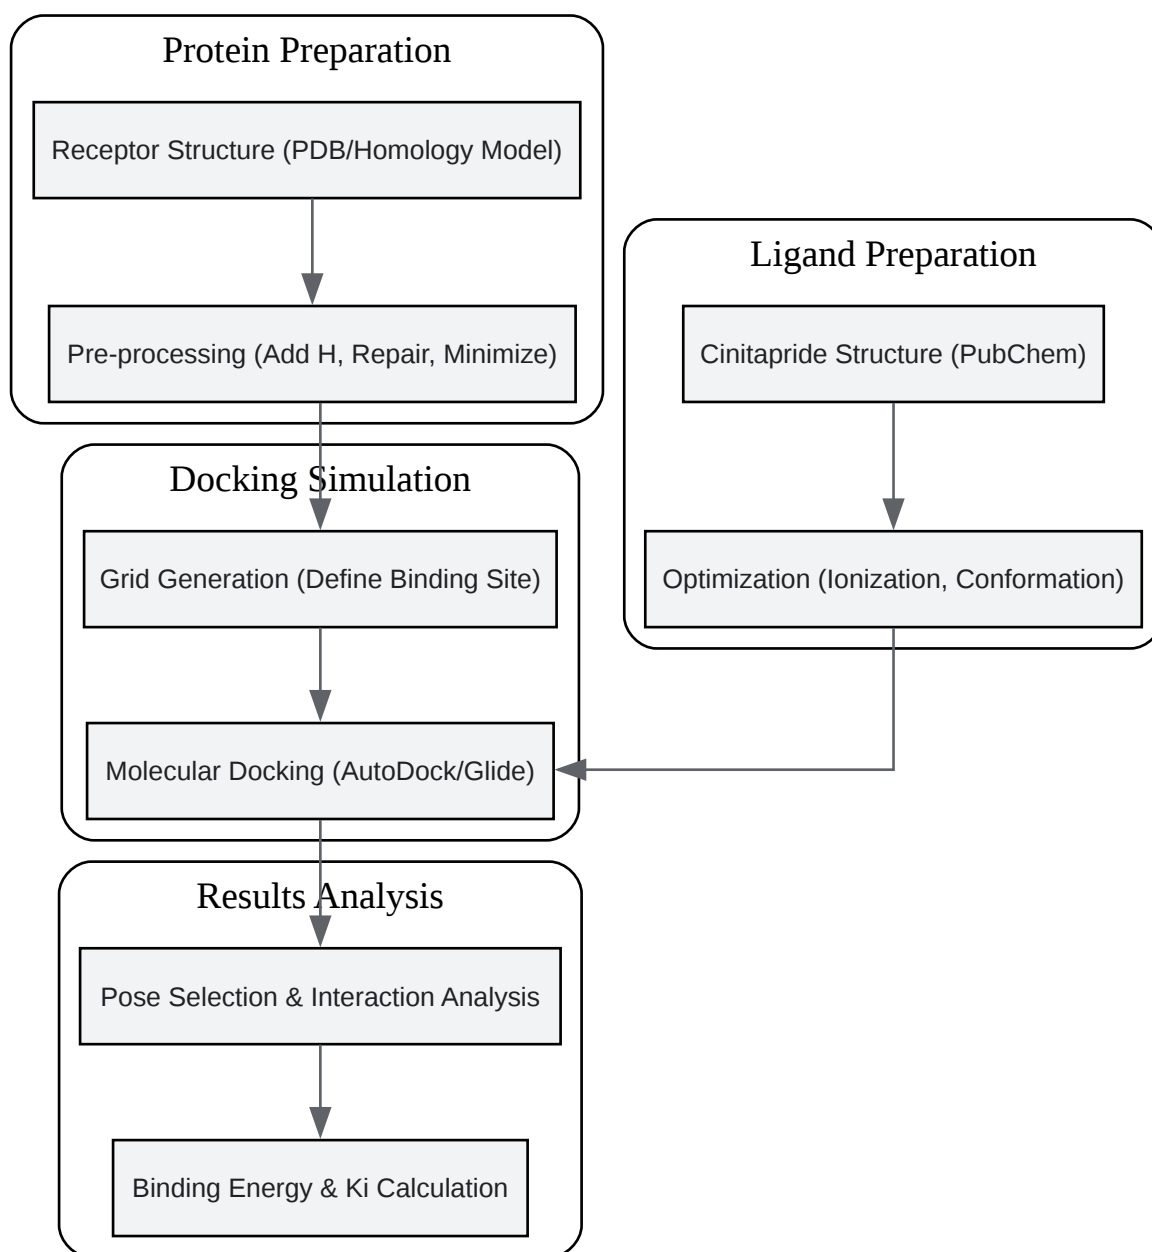 Protein Preparation
Receptor Structure (PDB/Homology Model)
Pre-processing (Add H, Repair, Minimize)
Ligand Preparation
Cinitapride Structure (PubChem)
Optimization (Ionization, Conformation)
Docking Simulation
Grid Generation (Define Binding Site)
Molecular Docking (AutoDock/Glide)
Results Analysis
Pose Selection & Interaction Analysis
Binding Energy & Ki Calculation